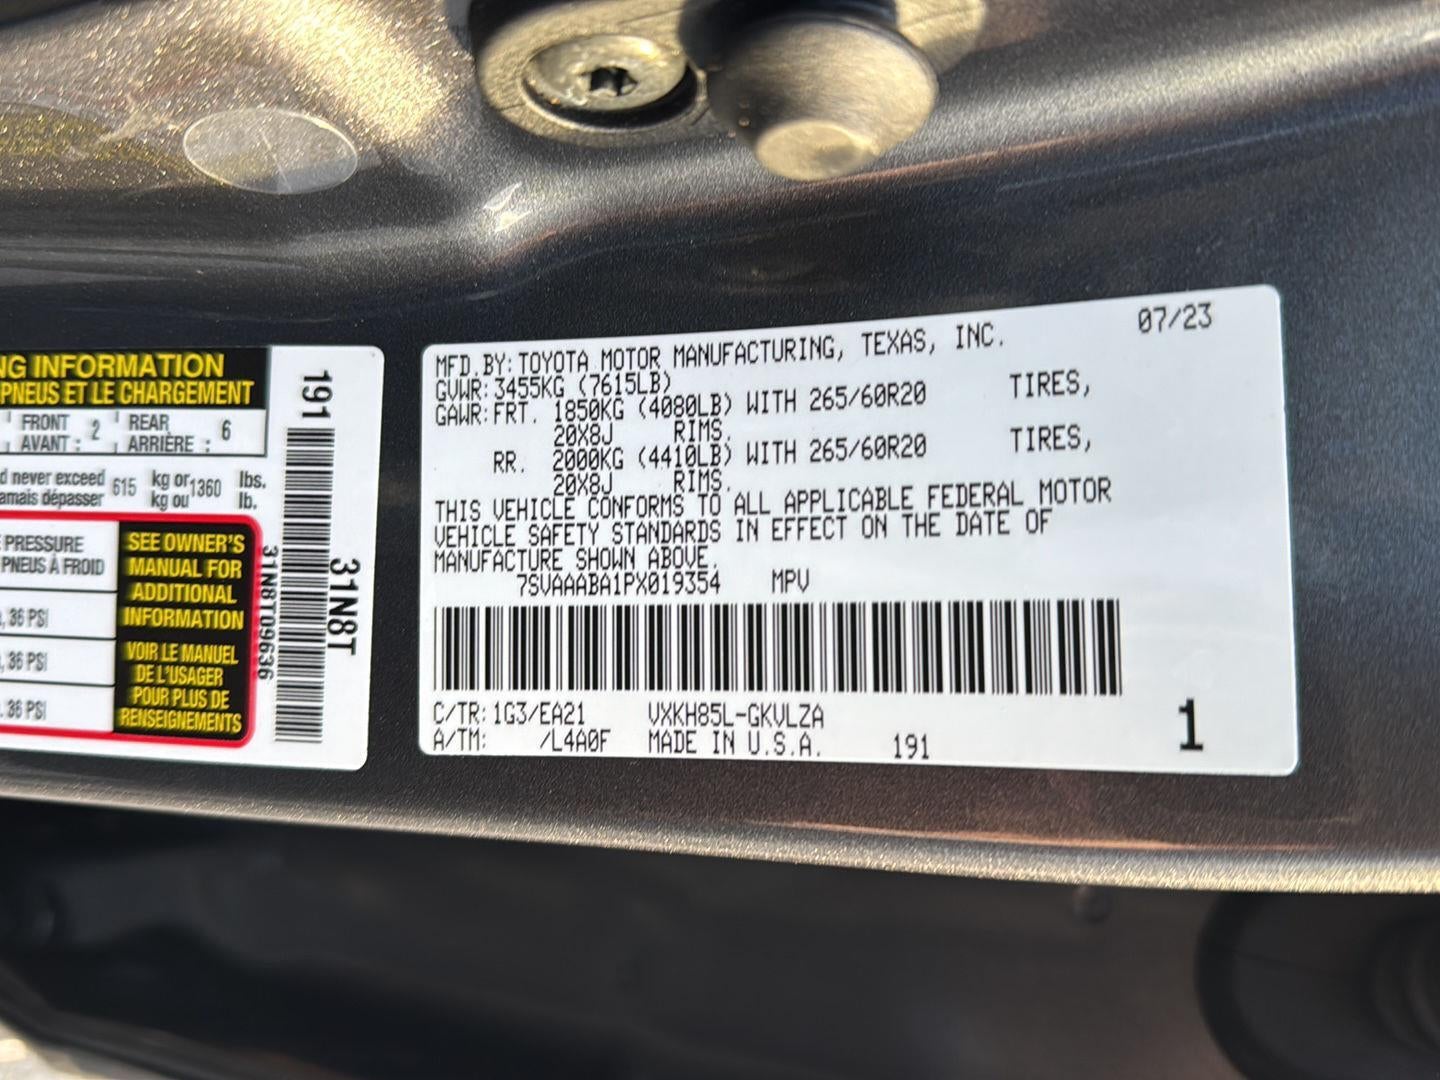 NG INFORMATION
PNEUS ET LE CHARGEMENT
FRONT 2 REAR 6
AVANT : ARRIÈRE :
d never exceed 615 kg or 1360 lbs.
amais dépasser kg ou lb.
E PRESSURE
PNEUS À FROID
, 36 PSI
, 36 PSI
. 36 PSI
SEE OWNER'S
MANUAL FOR
ADDITIONAL
INFORMATION
VOIR LE MANUEL
DE L'USAGER
POUR PLUS DE
RENSEIGNEMENTS
31N8T09636
191
31N8T
07/23
MFD.BY:TOYOTA MOTOR MANUFACTURING, TEXAS, INC.
GVWR:3455KG (7615LB)
GAWR:FRT. 1850KG (4080LB) WITH 265/60R20 TIRES,
20X8J RIMS.
RR. 2000KG (4410LB) WITH 265/60R20 TIRES,
20X8J RIMS.
THIS VEHICLE CONFORMS TO ALL APPLICABLE FEDERAL MOTOR
VEHICLE SAFETY STANDARDS IN EFFECT ON THE DATE OF
MANUFACTURE SHOWN ABOVE.
7SVAAABA1PX019354 MPV
C/TR:1G3/EA21 VXKH85L-GKVLZA
A/TM: /L4A0F MADE IN U.S.A. 191
1